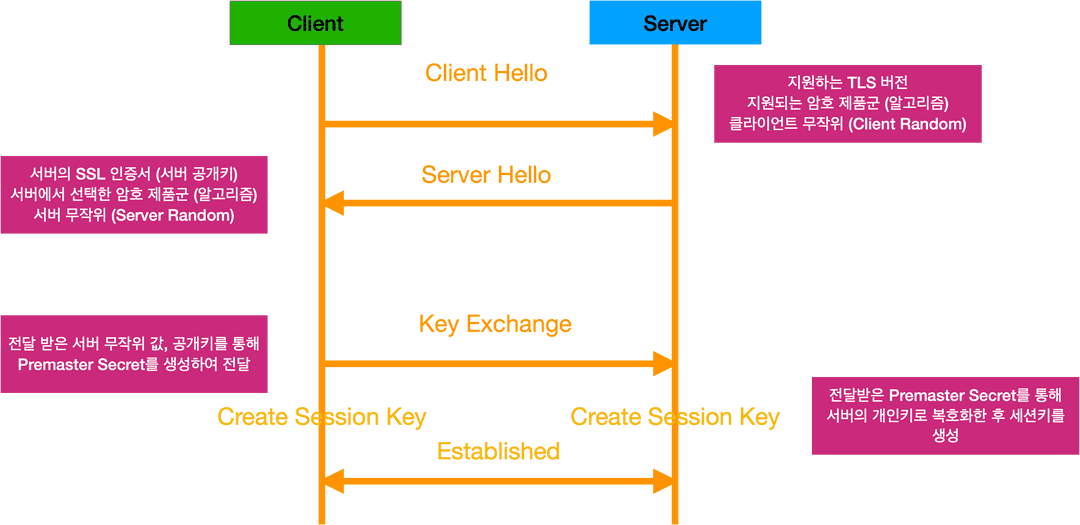 Client
Server
Client Hello
지원하는 TLS 버전
지원되는 암호 제품군 (알고리즘)
클라이언트 무작위 (Client Random)
서버의 SSL 인증서 (서버 공개키)
서버에서 선택한 암호 제품군 (알고리즘)
서버 무작위 (Server Random)
Server Hello
Key Exchange
전달 받은 서버 무작위 값, 공개키를 통해
Premaster Secret를 생성하여 전달
Create Session Key
Create Session Key
전달받은 Premaster Secret를 통해
서버의 개인키로 복호화한 후 세션키를
생성
Established